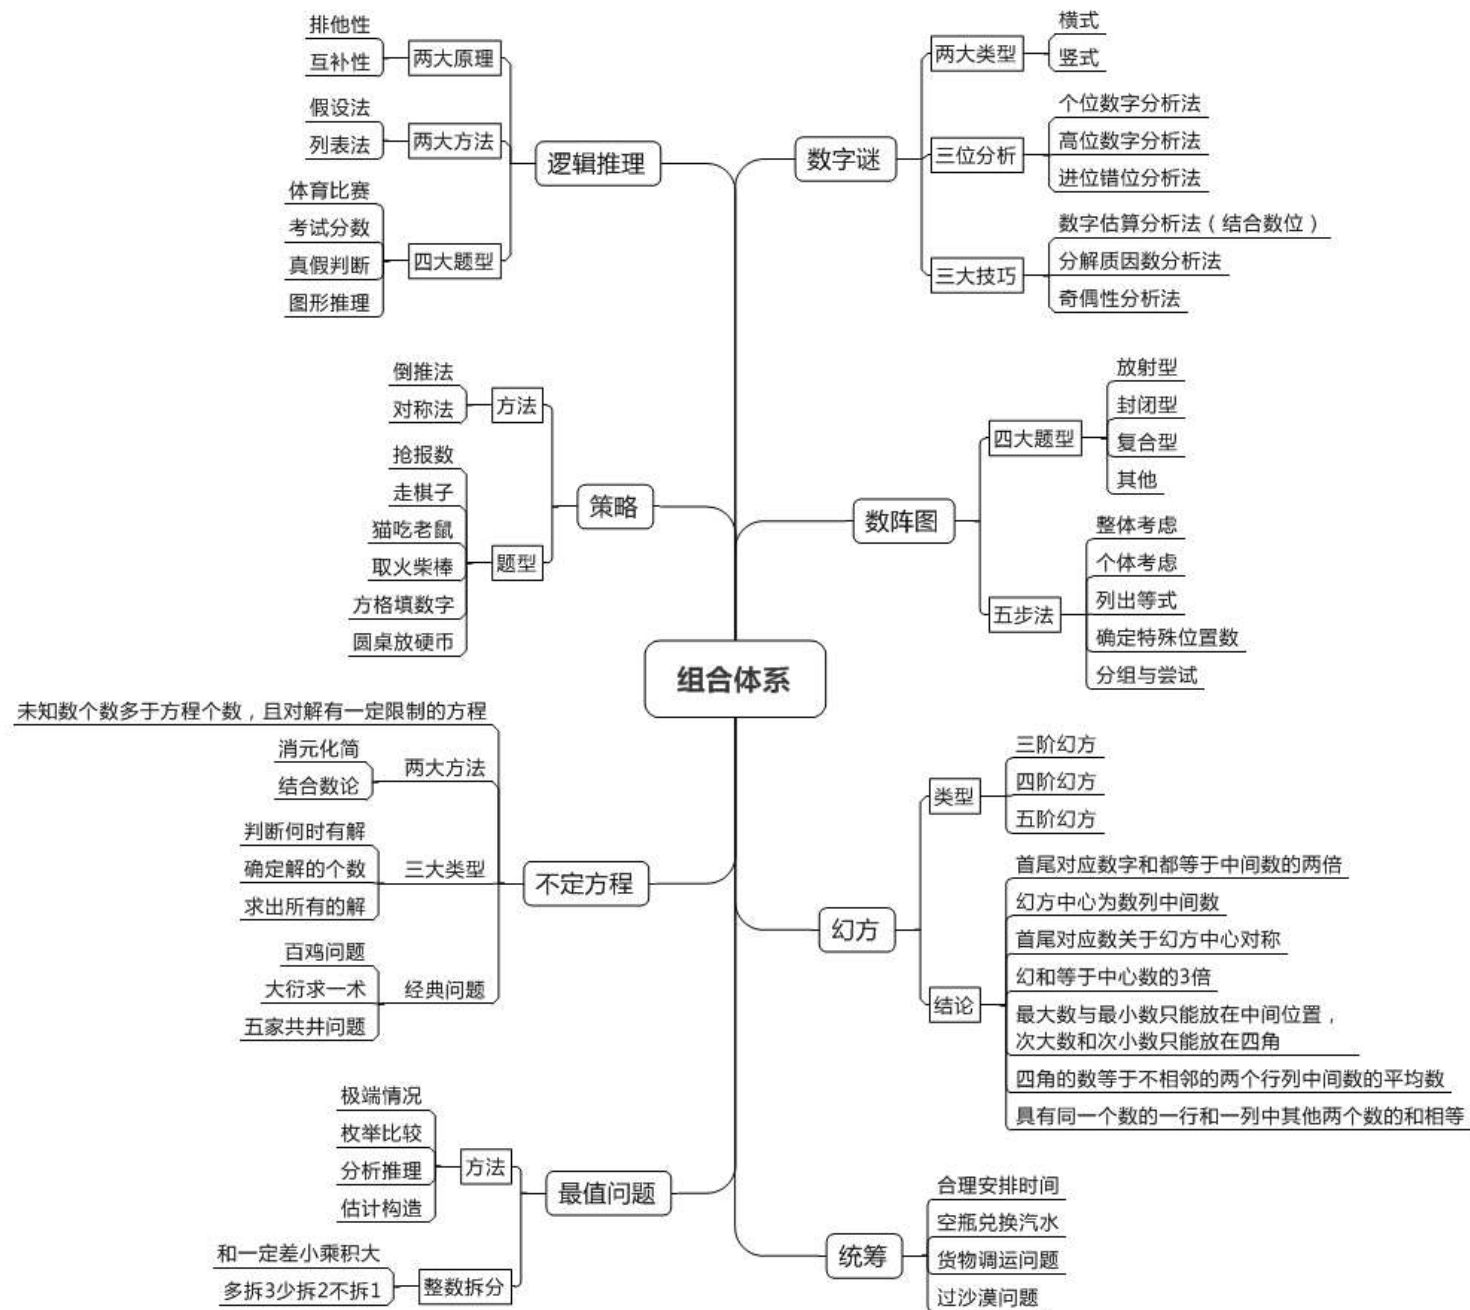 组合体系
逻辑推理
两大原理
排他性
互补性
两大方法
假设法
列表法
四大题型
体育比赛
考试分数
真假判断
图形推理
策略
方法
倒推法
对称法
题型
抢报数
走棋子
猫吃老鼠
取火柴棒
方格填数字
圆桌放硬币
不定方程
未知数个数多于方程个数，且对解有一定限制的方程
两大方法
消元化简
结合数论
三大类型
判断何时有解
确定解的个数
求出所有的解
经典问题
百鸡问题
大衍求一术
五家共井问题
最值问题
方法
极端情况
枚举比较
分析推理
估计构造
整数拆分
和一定差小乘积大
多拆3少拆2不拆1
数字谜
两大类型
横式
竖式
三位分析
个位数字分析法
高位数字分析法
进位错位分析法
三大技巧
数字估算分析法（结合数位）
分解质因数分析法
奇偶性分析法
数阵图
四大题型
放射型
封闭型
复合型
其他
五步法
整体考虑
个体考虑
列出等式
确定特殊位置数
分组与尝试
幻方
类型
三阶幻方
四阶幻方
五阶幻方
结论
首尾对应数字和都等于中间数的两倍
幻方中心为数列中间数
首尾对应数关于幻方中心对称
幻和等于中心数的3倍
最大数与最小数只能放在中间位置，
次大数和次小数只能放在四角
四角的数等于不相邻的两个行列中间数的平均数
具有同一个数的一行和一列中其他两个数的和相等
统筹
合理安排时间
空瓶兑换汽水
货物调运问题
过沙漠问题